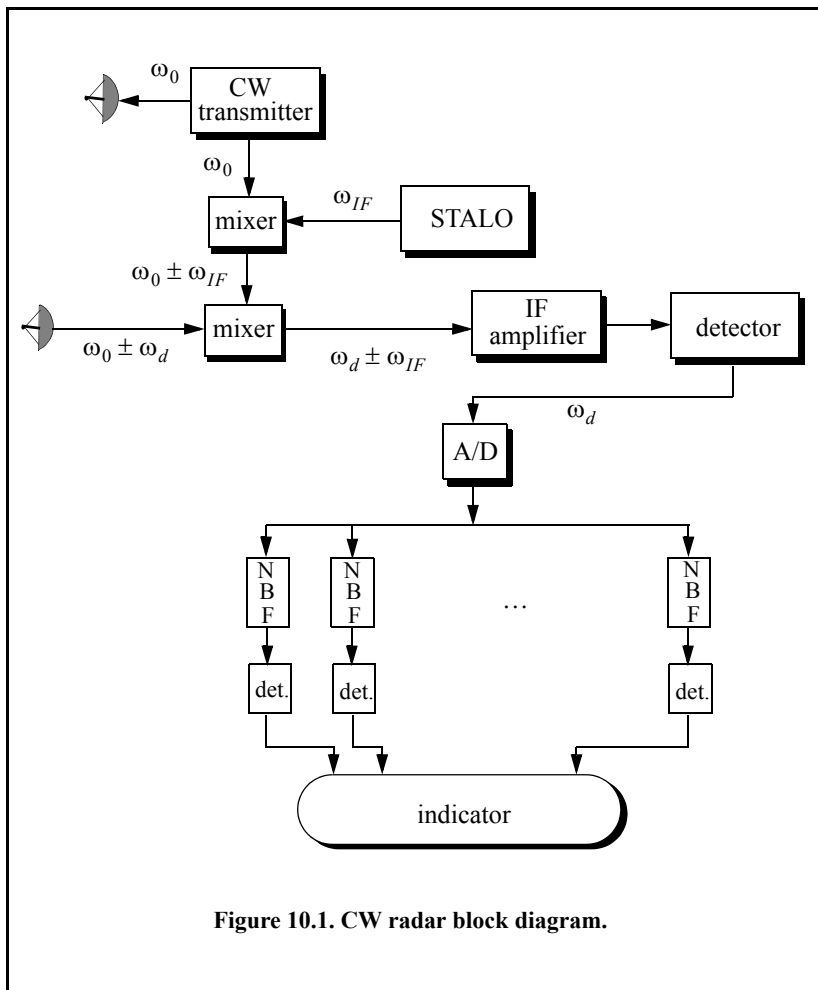 ω0
CW
transmitter
ω0
ωIF
mixer
STALO
ω0 ± ωIF
IF
amplifier
mixer
detector
ω0 ± ωd
ωd ± ωIF
ωd
A/D
N
B
F
N
B
F
...
N
B
F
det.
det.
det.
indicator
Figure 10.1. CW radar block diagram.